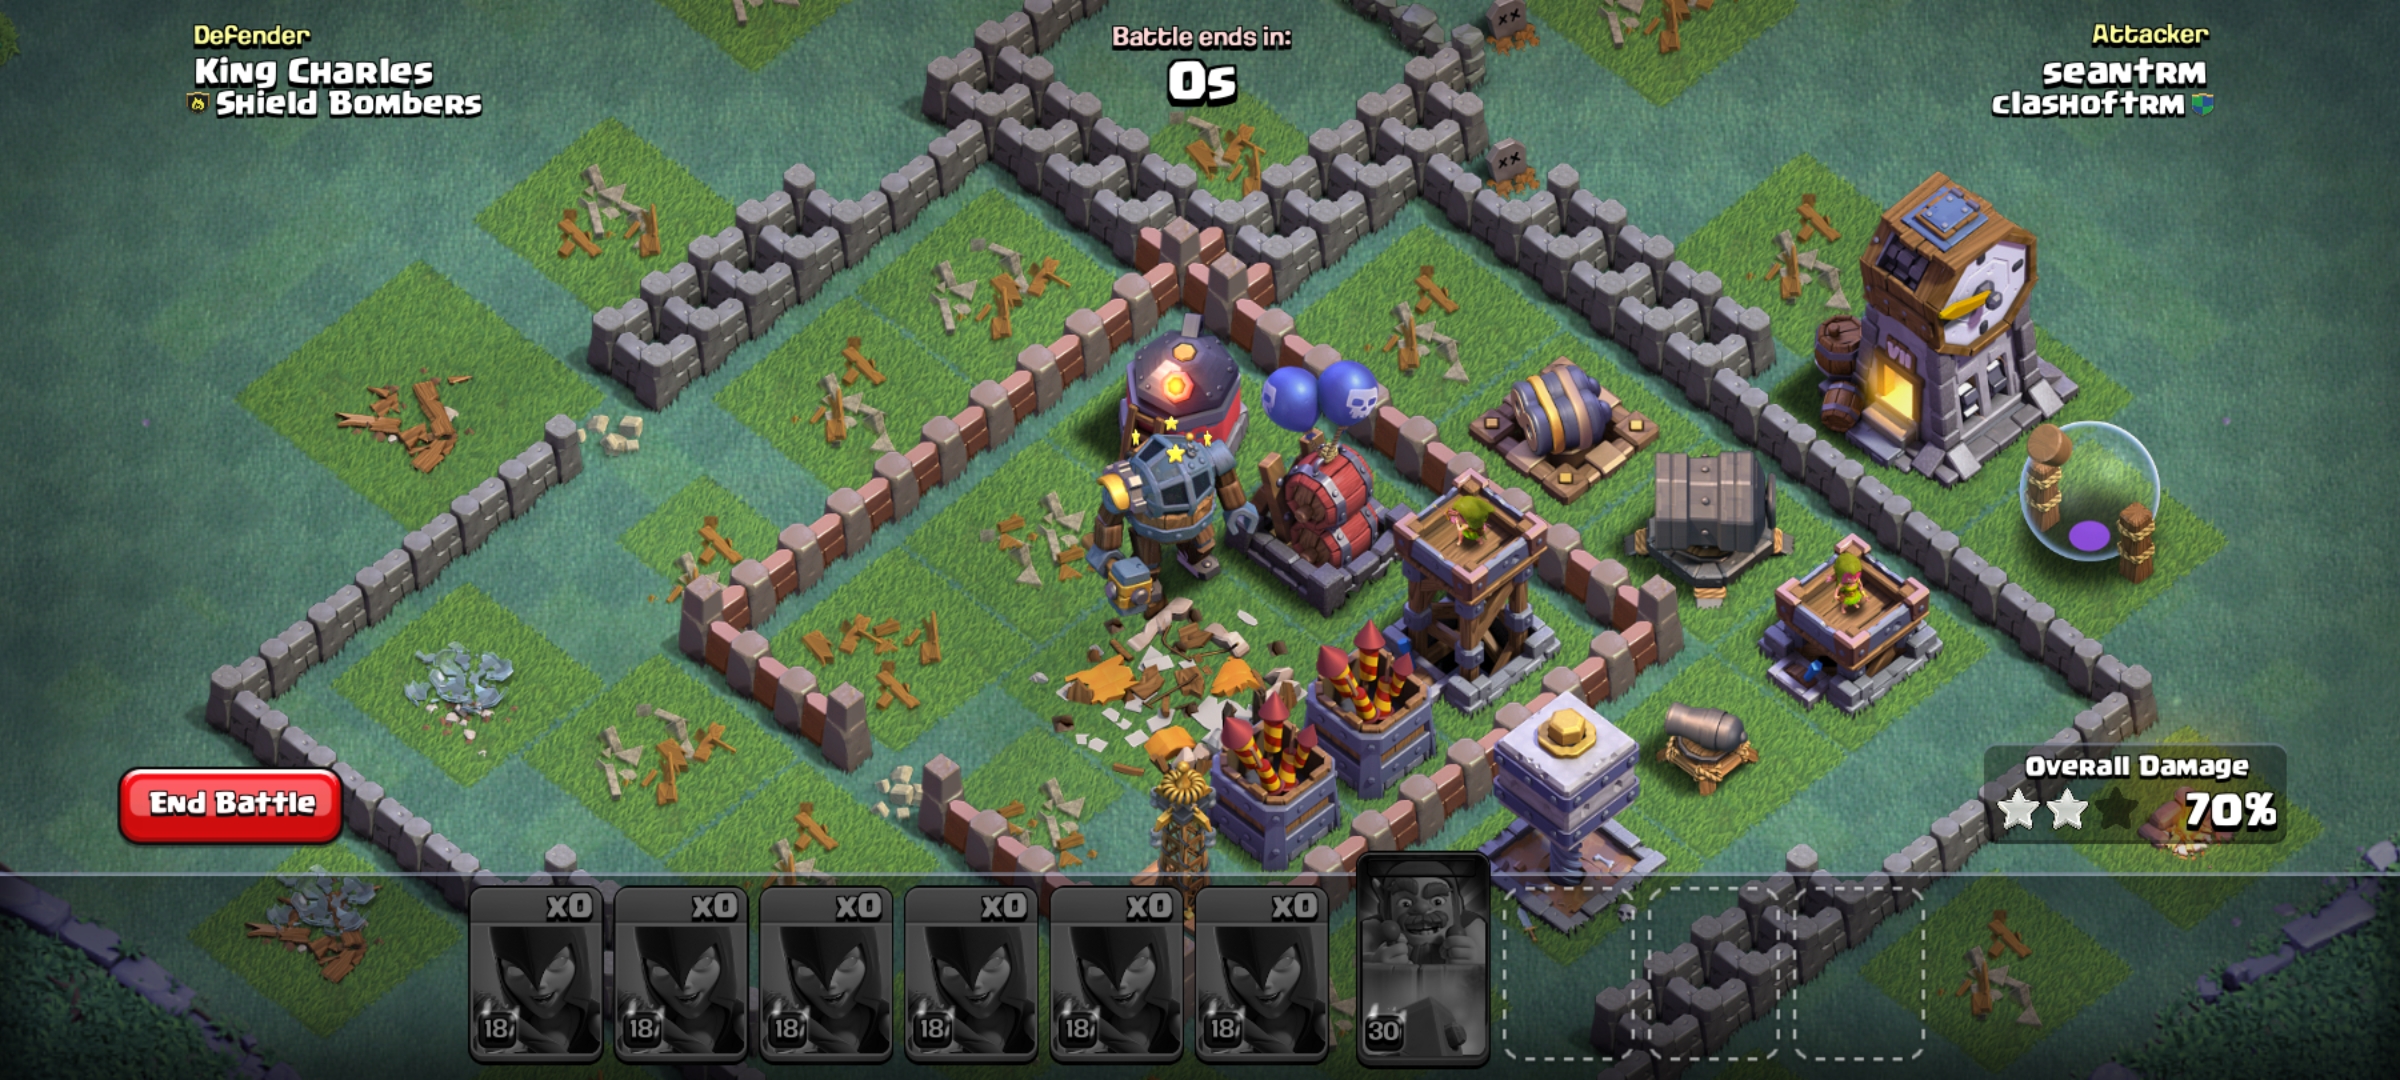 Defender
King Charles
Shield Bombers
Battle ends in:
0s
Attacker
seantRM
clashoftRM
VII
End Battle
Overall Damage
70%
x0
x0
x0
x0
x0
x0
18
18
18
18
18
18
30